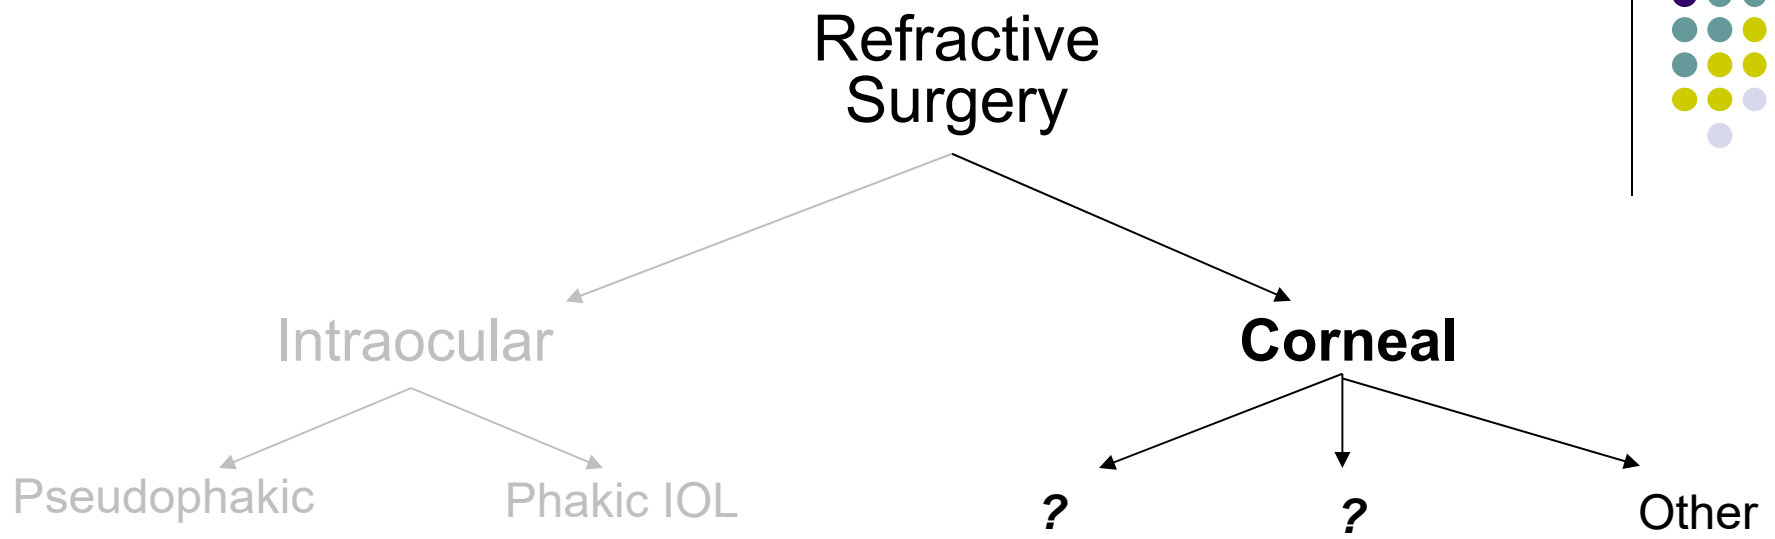 Refractive
Surgery
Intraocular
Corneal
Pseudophakic
Phakic IOL
?
?
Other